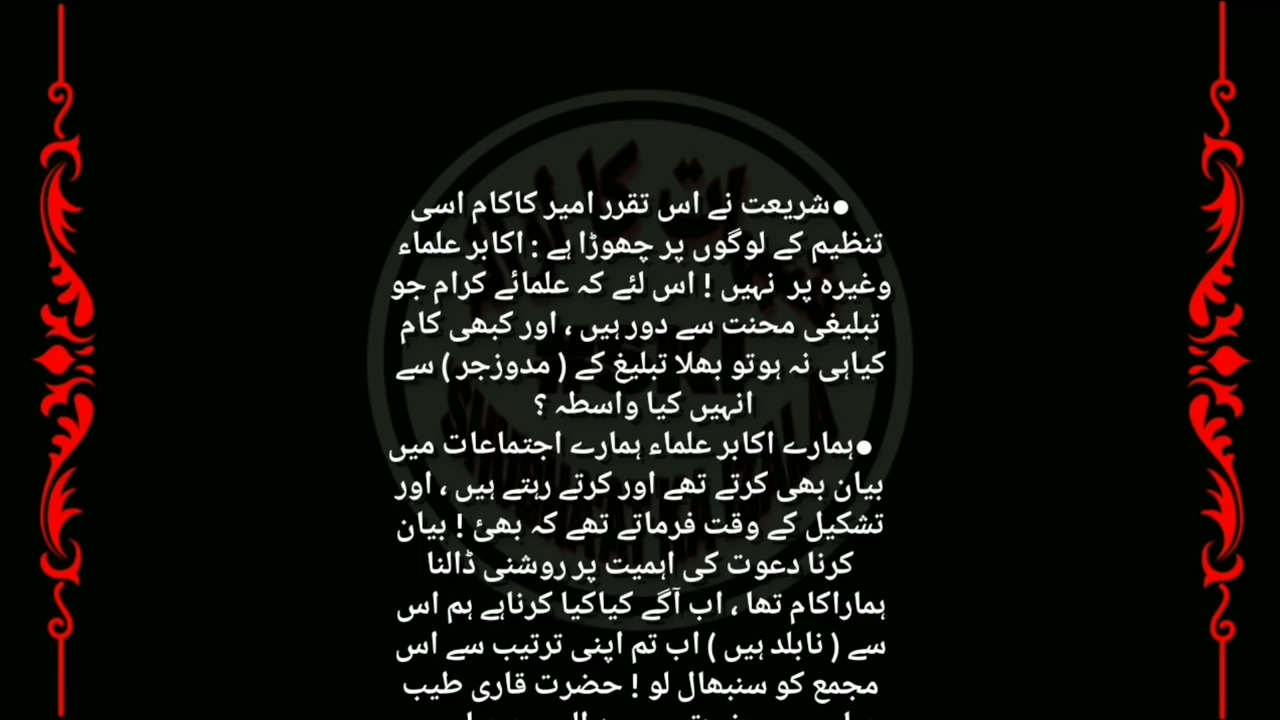 ●شریعت نے اس تقرر امیر کاکام اسی
تنظیم کے لوگوں پر چھوڑا ہے : اکابر علماء
وغیرہ پر نہیں ! اس لئے کہ علمائے کرام جو
تبلیغی محنت سے دور ہیں ، اور کبھی کام
کیاہی نہ ہوتو بھلا تبلیغ کے ( مدوزجر ) سے
انہیں کیا واسطہ ؟
●ہمارے اکابر علماء ہمارے اجتماعات میں
بیان بھی کرتے تھے اور کرتے رہتے ہیں ، اور
تشکیل کے وقت فرماتے تھے کہ بھئ ! بیان
کرنا دعوت کی اہمیت پر روشنی ڈالنا
ہماراکام تھا ، اب آگے کیاکیا کرناہے ہم اس
سے ( نابلد ہیں ) اب تم اپنی ترتیب سے اس
مجمع کو سنبھال لو ! حضرت قاری طیب